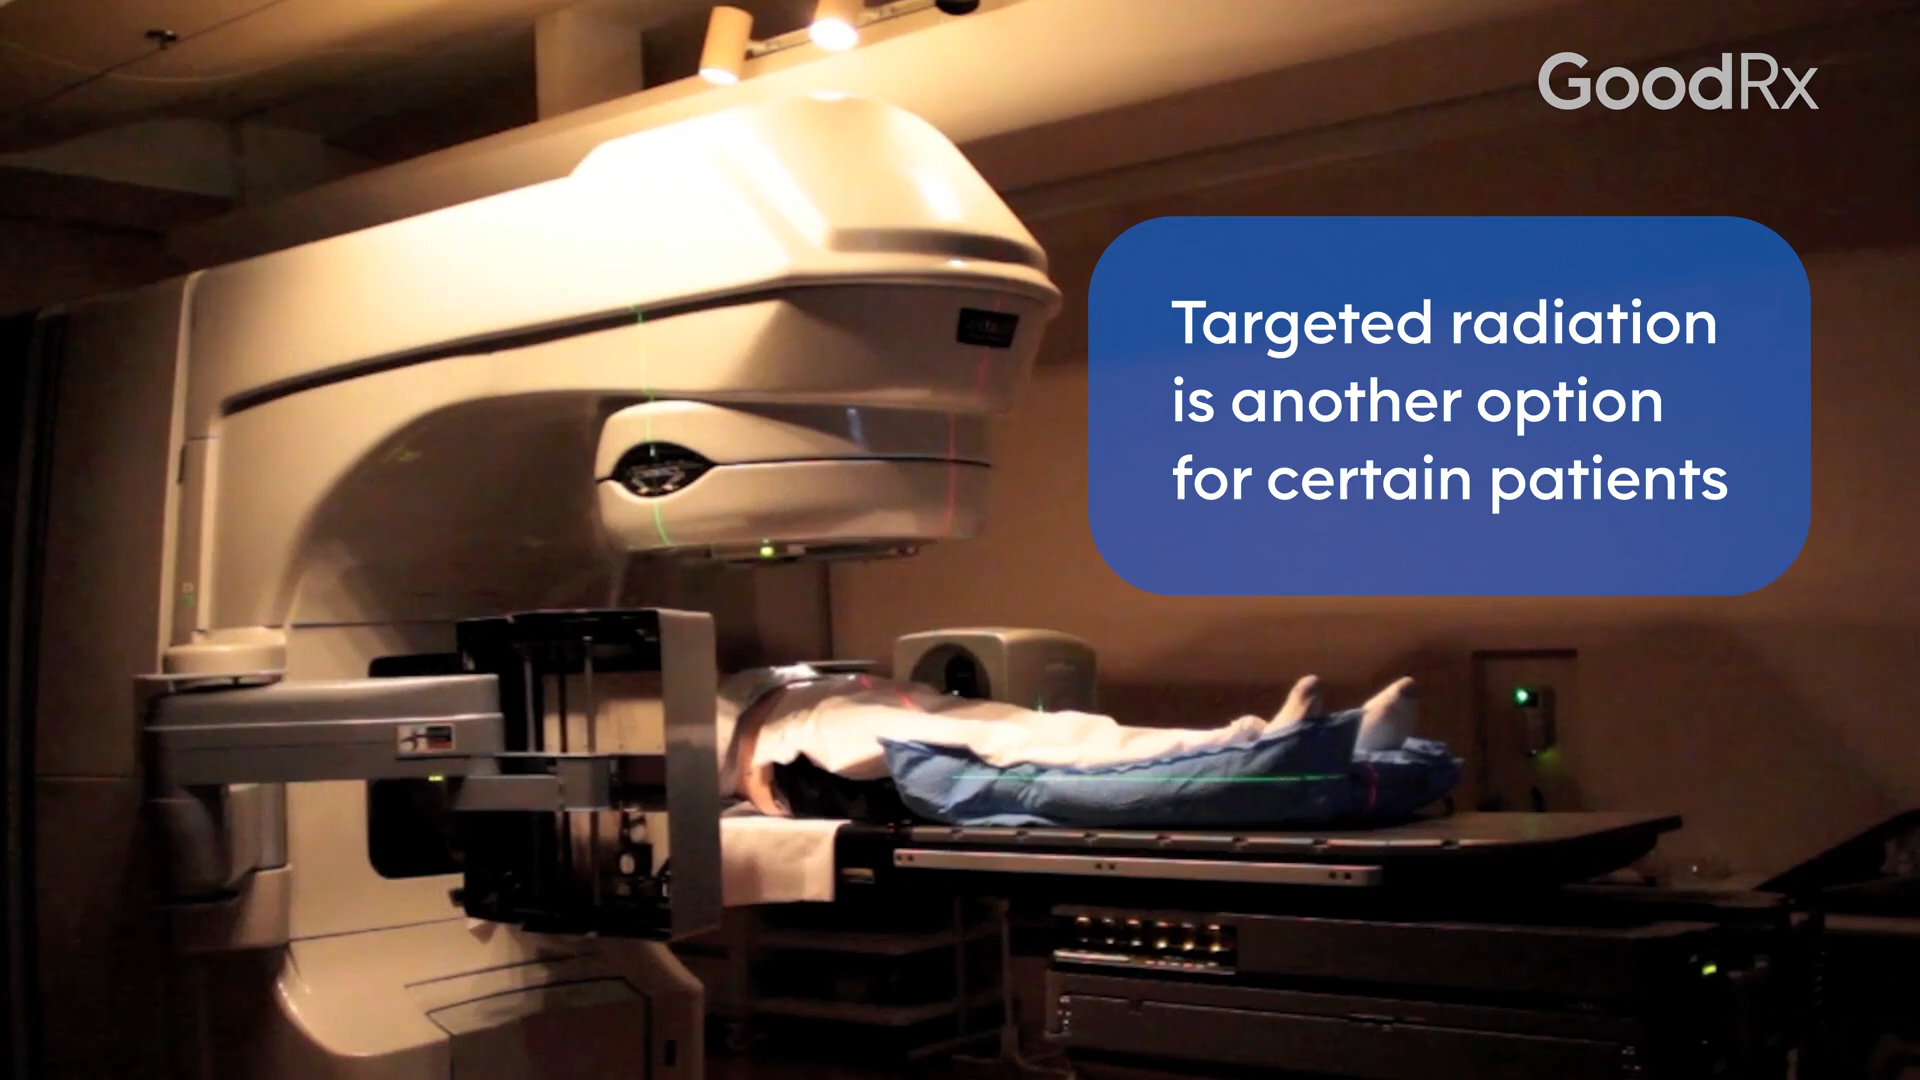 GoodRx
Targeted radiation
is another option
for certain patients